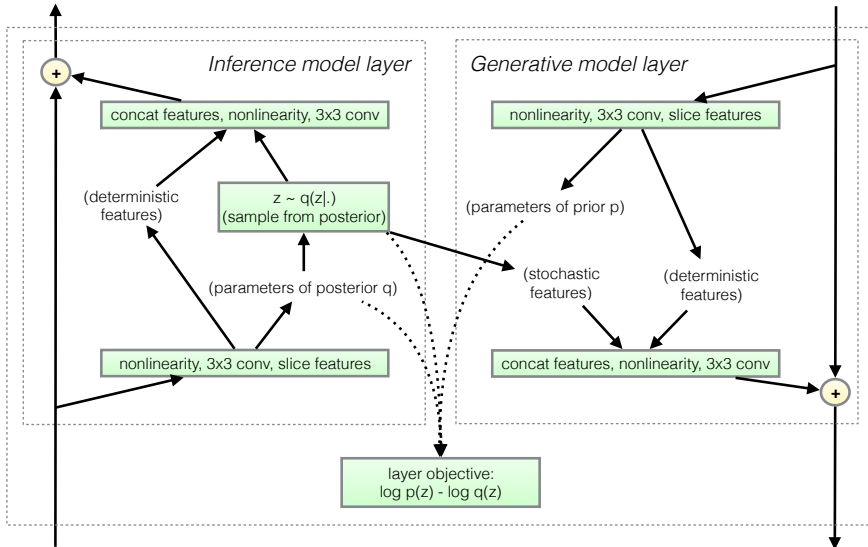 Inference model layer
+
concat features, nonlinearity, 3x3 conv
(deterministic
features)
z ~ q(z|.)
(sample from posterior)
(parameters of posterior q)
nonlinearity, 3x3 conv, slice features
Generative model layer
nonlinearity, 3x3 conv, slice features
(parameters of prior p)
(stochastic
features)
(deterministic
features)
concat features, nonlinearity, 3x3 conv
+
layer objective:
log p(z) - log q(z)